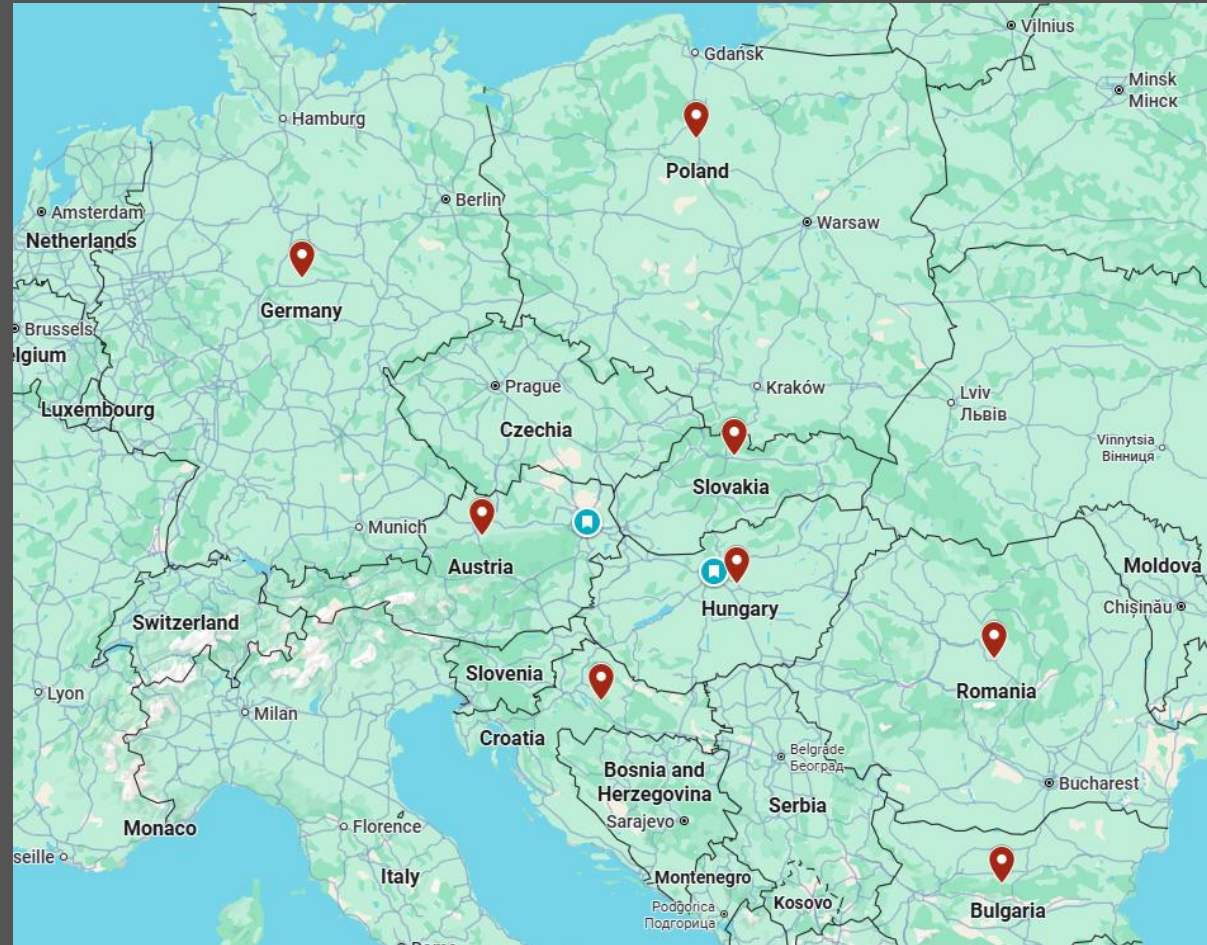 Vilnius
Gdańsk
Minsk
Мінск
Hamburg
Poland
Berlin
Amsterdam
Warsaw
Netherlands
Germany
Brussels
elgium
Prague
Kraków
Lviv
Львів
Luxembourg
Czechia
Vinnytsia
Вінниця
Slovakia
Munich
Austria
Moldova
Hungary
Chișinău
Switzerland
Slovenia
Romania
Lyon
Milan
Croatia
Belgrade
Београд
Bosnia and
Herzegovina
Bucharest
Serbia
Sarajevo
Monaco
Florence
seille
Italy
Montenegro
Kosovo
Podgorica
Подгорица
Bulgaria